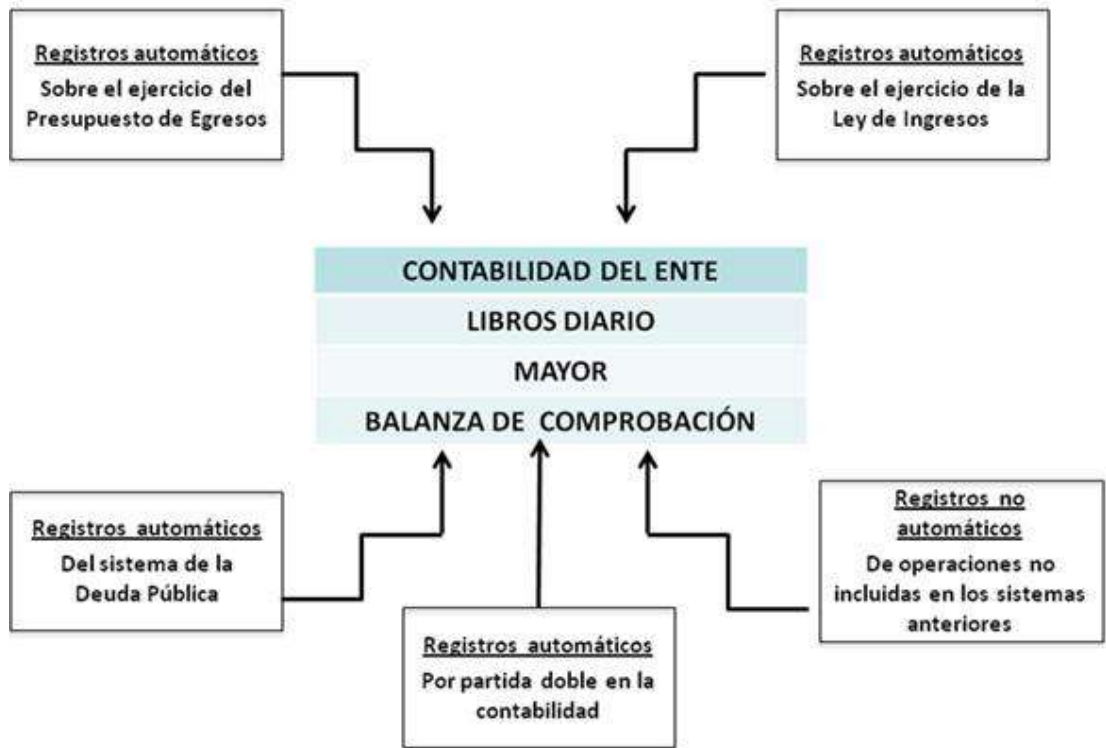 Registros automáticos
Sobre el ejercicio del
Presupuesto de Egresos
Registros automáticos
Sobre el ejercicio de la
Ley de Ingresos
CONTABILIDAD DEL ENTE
LIBROS DIARIO
MAYOR
BALANZA DE COMPROBACIÓN
Registros automáticos
Del sistema de la
Deuda Pública
Registros automáticos
Por partida doble en la
contabilidad
Registros no
automáticos
De operaciones no
incluidas en los sistemas
anteriores